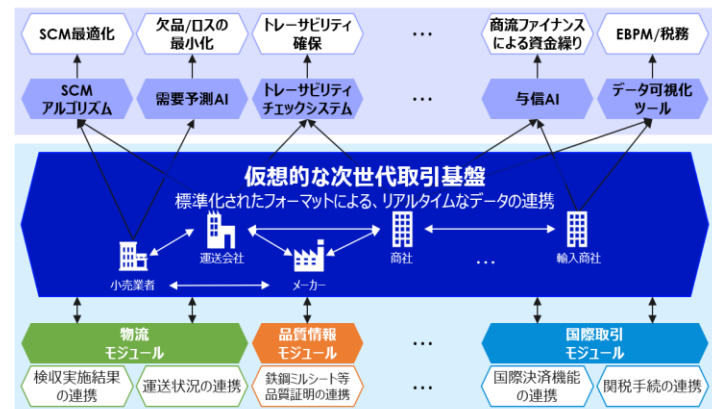 SCM最適化
欠品/ロスの
最小化
トレーサビリティ
確保
…
商流ファイナンス
による資金繰り
EBPM/税務
SCM
アルゴリズム
需要予測AI
トレーサビリティ
チェックシステム
…
与信AI
データ可視化
ツール
仮想的な次世代取引基盤
標準化されたフォーマットによる、リアルタイムなデータの連携
小売業者
運送会社
メーカー
商社
…
輸入商社
物流
モジュール
品質情報
モジュール
…
国際取引
モジュール
検収実施結果
の連携
運送状況の連携
鉄鋼ミルシート等
品質証明の連携
…
国際決済機能
の連携
関税手続の連携